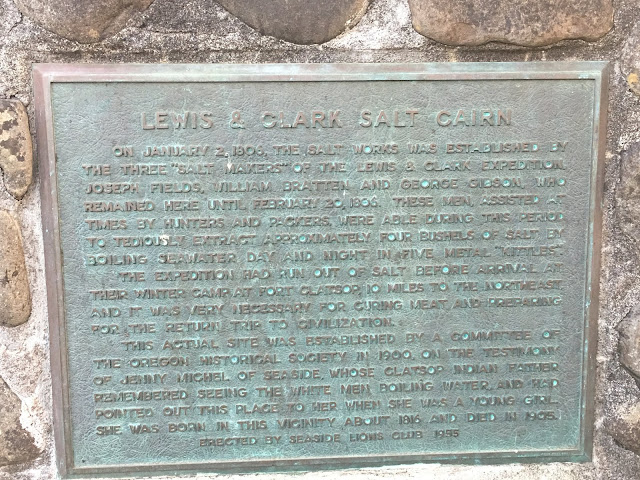 LEWIS & CLARK SALT CAIRN
ON JANUARY 2, 1806, THE SALT WORKS WAS ESTABLISHED BY
THE THREE "SALT MAKERS" OF THE LEWIS & CLARK EXPEDITION,
JOSEPH FIELDS, WILLIAM BRATTEN AND GEORGE GIBSON, WHO
REMAINED HERE UNTIL FEBRUARY 20, 1806. THESE MEN, ASSISTED AT
TIMES BY HUNTERS AND PACKERS, WERE ABLE DURING THIS PERIOD
TO TEDIOUSLY EXTRACT APPROXIMATELY FOUR BUSHELS OF SALT BY
BOILING SEAWATER DAY AND NIGHT IN FIVE METAL "KITTLES".
THE EXPEDITION HAD RUN OUT OF SALT BEFORE ARRIVAL AT
THEIR WINTER CAMP AT FORT CLATSOP, 10 MILES TO THE NORTHEAST,
AND IT WAS VERY NECESSARY FOR CURING MEAT AND PREPARING
FOR THE RETURN TRIP TO CIVILIZATION.
THIS ACTUAL SITE WAS ESTABLISHED BY A COMMITTEE OF
THE OREGON HISTORICAL SOCIETY IN 1900, ON THE TESTIMONY
OF JENNY MICHEL OF SEASIDE, WHOSE CLATSOP INDIAN FATHER
REMEMBERED SEEING THE WHITE MEN BOILING WATER, AND HAD
POINTED OUT THIS PLACE TO HER WHEN SHE WAS A YOUNG GIRL.
SHE WAS BORN IN THIS VICINITY ABOUT 1816 AND DIED IN 1905.
ERECTED BY SEASIDE LIONS CLUB 1955